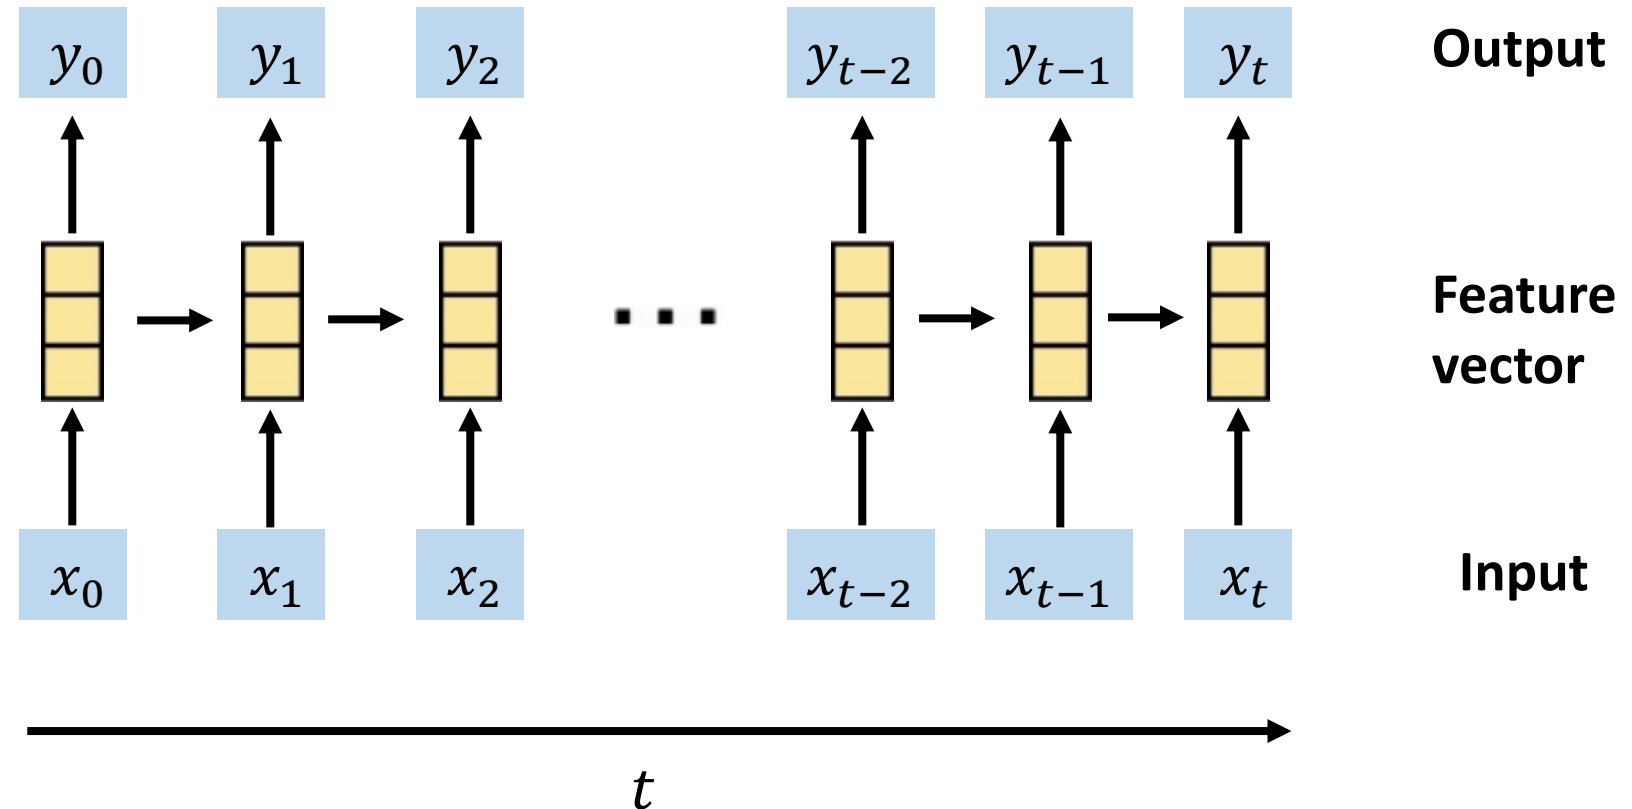 y₀ y₁ y₂ yₜ₋₂ yₜ₋₁ yₜ Output
Feature
vector
x₀ x₁ x₂ xₜ₋₂ xₜ₋₁ xₜ Input
t